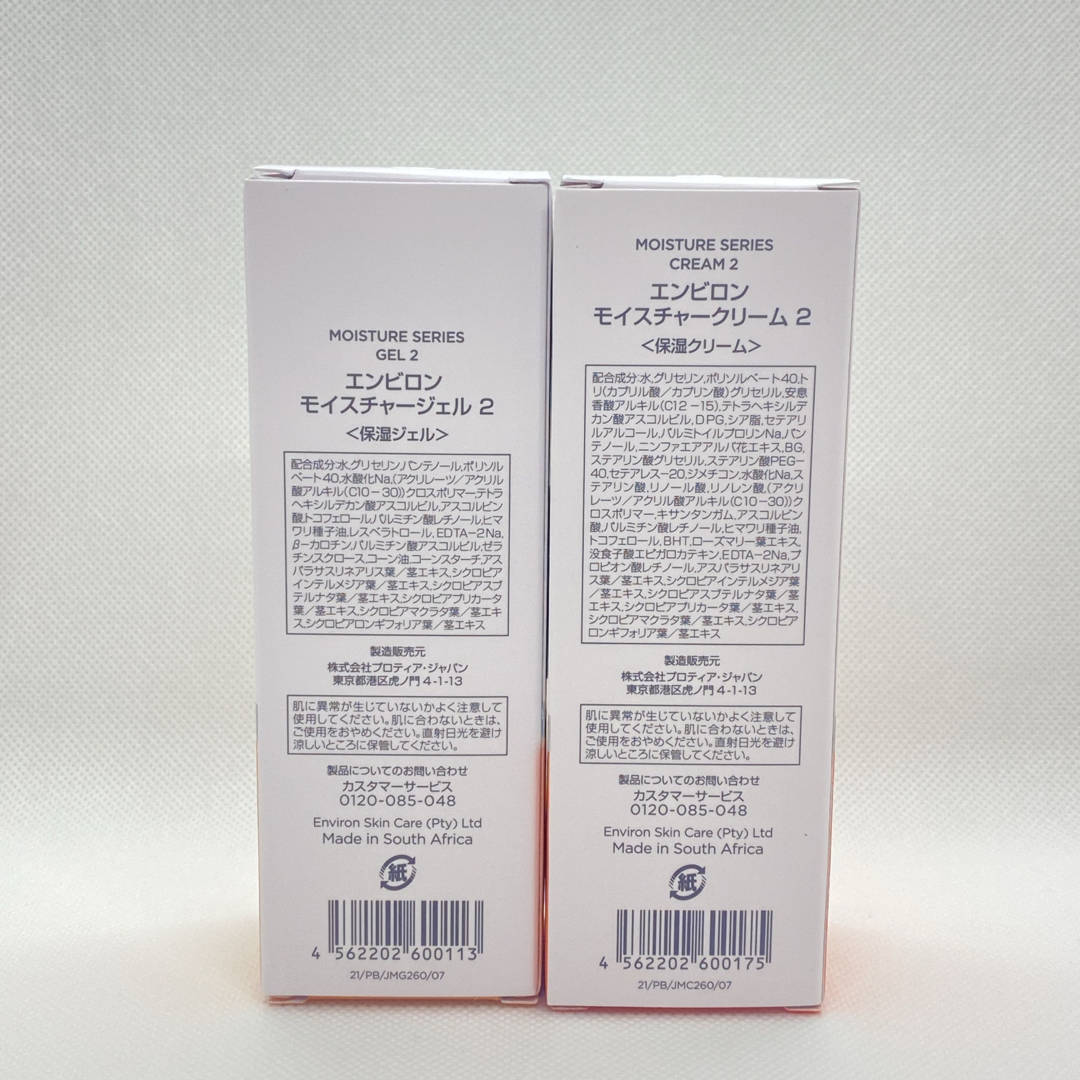 MOISTURE SERIES
GEL 2
エンビロン
モイスチャージェル 2
＜保湿ジェル＞
配合成分:水,グリセリン,パンテノール,ポリソル
ベート40,水酸化Na,(アクリレーツ／アクリル
酸アルキル(C10－30))クロスポリマーテトラ
ヘキシルデカン酸アスコルビル,アスコルビン
酸,トコフェロール,パルミチン酸レチノール,ヒマ
ワリ種子油,レスベラトロール,EDTA-2Na,
β-カロチン,パルミチン酸アスコルビル,ゼラ
チンスクロース,コーン油,コーンスターチ,アス
パラサスリネアリス葉／茎エキス,シクロピア
インテルメジア葉／茎エキス,シクロピアスブ
テルナタ葉／茎エキス,シクロピアプリカータ
葉／茎エキス,シクロピアマクラタ葉／茎エキ
ス,シクロピアロンギフォリア葉／茎エキス
製造販売元
株式会社プロティア・ジャパン
東京都港区虎ノ門 4-1-13
肌に異常が生じていないかよく注意して
使用してください。肌に合わないときは、
ご使用をおやめください。直射日光を避け
涼しいところに保管してください。
製品についてのお問い合わせ
カスタマーサービス
0120-085-048
Environ Skin Care (Pty) Ltd
Made in South Africa
紙
4 562202 600113
21/PB/JMG260/07
MOISTURE SERIES
CREAM 2
エンビロン
モイスチャークリーム 2
＜保湿クリーム＞
配合成分:水,グリセリン,ポリソルベート40,ト
リ(カプリル酸／カプリン酸)グリセリル,安息
香酸アルキル(C12－15),テトラヘキシルデ
カン酸アスコルビル,DPG,シア脂,セテアリ
ルアルコール,パルミトイルプロリンNa,パン
テノール,ニンファエアアルバ花エキス,BG,
ステアリン酸グリセリル,ステアリン酸PEG-
40,セテアレス-20,ジメチコン,水酸化Na,ス
テアリン酸,リノール酸,リノレン酸,(アクリ
レーツ／アクリル酸アルキル(C10-30))ク
ロスポリマー,キサンタンガム,アスコルビン
酸,パルミチン酸レチノール,ヒマワリ種子油,
トコフェロール,BHT,ローズマリー葉エキス,
没食子酸エピガロカテキン,EDTA-2Na,プ
ロピオン酸レチノール,アスパラサスリネアリ
ス葉／茎エキス,シクロピアインテルメジア葉
／茎エキス,シクロピアスブテルナタ葉／茎
エキス,シクロピアプリカータ葉／茎エキス,
シクロピアマクラタ葉／茎エキス,シクロピア
ロンギフォリア葉／茎エキス
製造販売元
株式会社プロティア・ジャパン
東京都港区虎ノ門 4-1-13
肌に異常が生じていないかよく注意して
使用してください。肌に合わないときは、
ご使用をおやめください。直射日光を避け
涼しいところに保管してください。
製品についてのお問い合わせ
カスタマーサービス
0120-085-048
Environ Skin Care (Pty) Ltd
Made in South Africa
紙
4 562202 600175
21/PB/JMC260/07